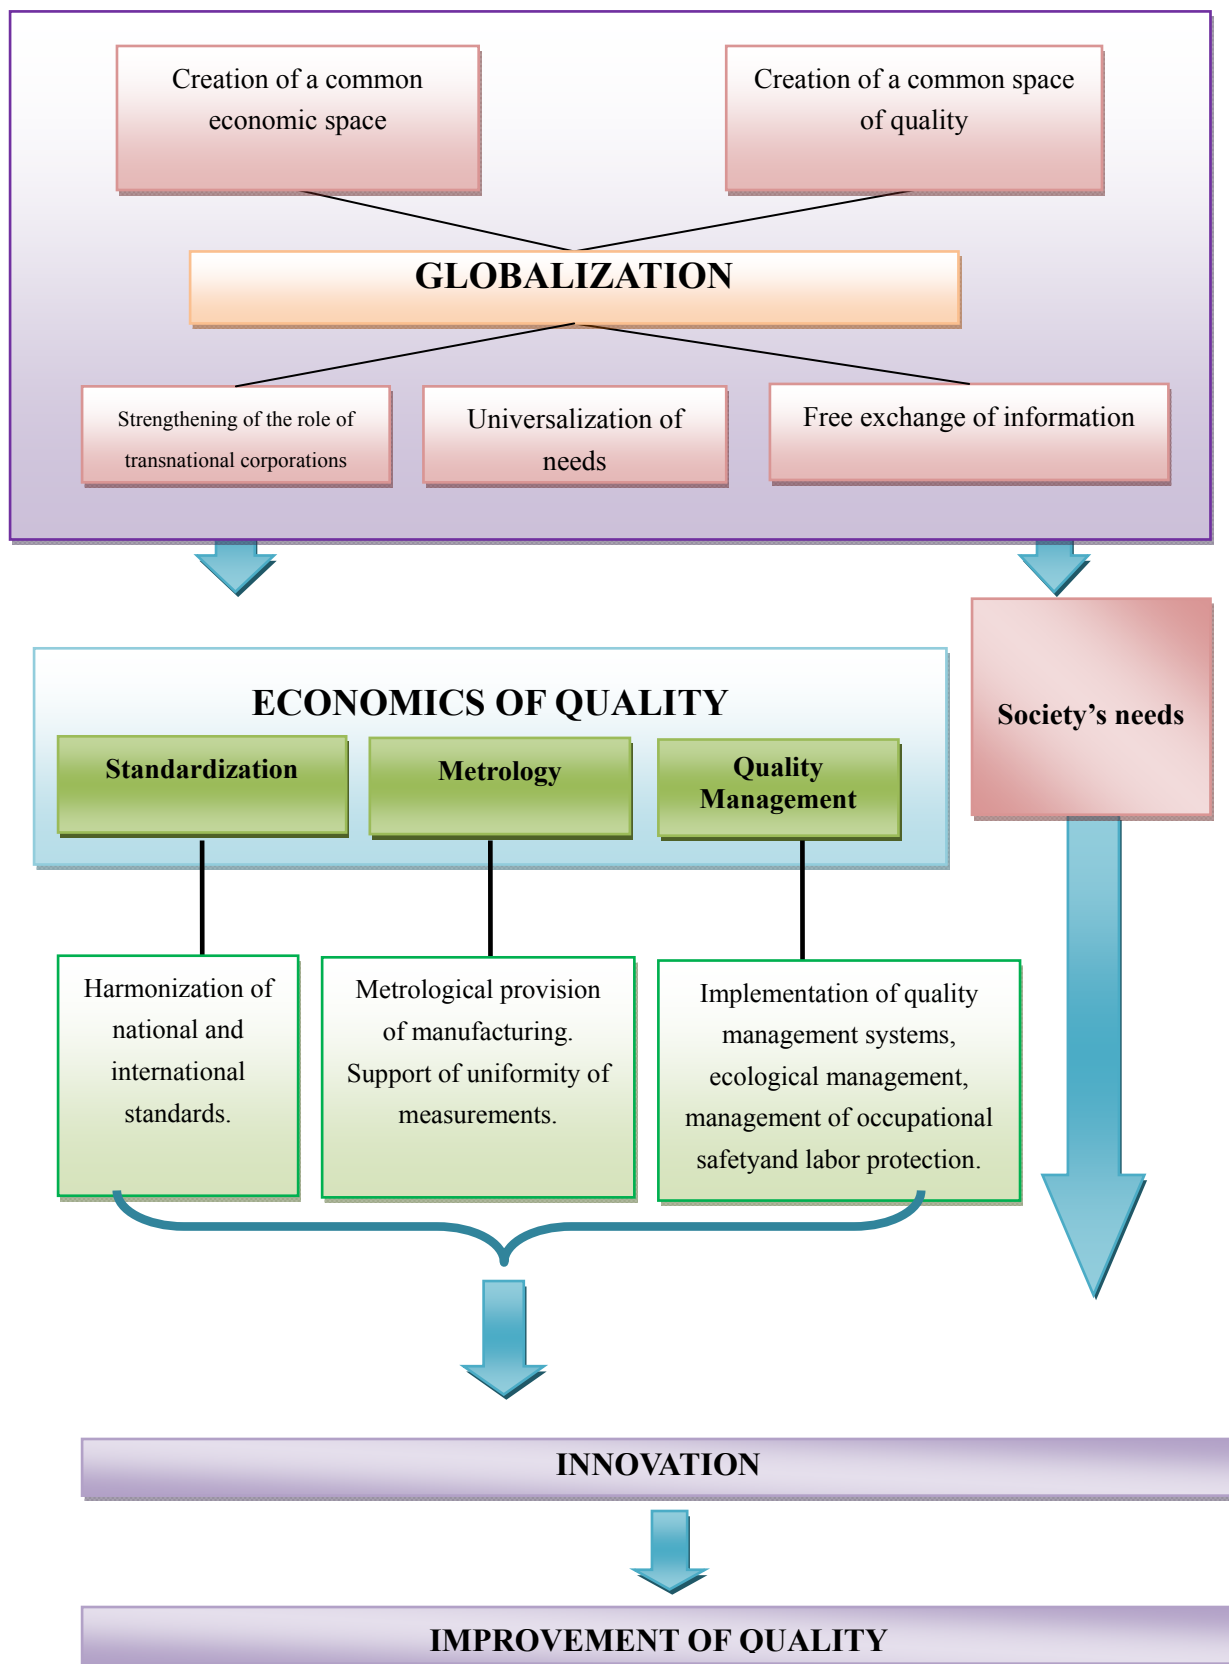 Creation of a common
economic space
Creation of a common space
of quality
GLOBALIZATION
Strengthening of the role of
transnational corporations
Universalization of
needs
Free exchange of information
ECONOMICS OF QUALITY
Society’s needs
Standardization
Metrology
Quality
Management
Harmonization of
national and
international
standards.
Metrological provision
of manufacturing.
Support of uniformity of
measurements.
Implementation of quality
management systems,
ecological management,
management of occupational
safetyand labor protection.
INNOVATION
IMPROVEMENT OF QUALITY